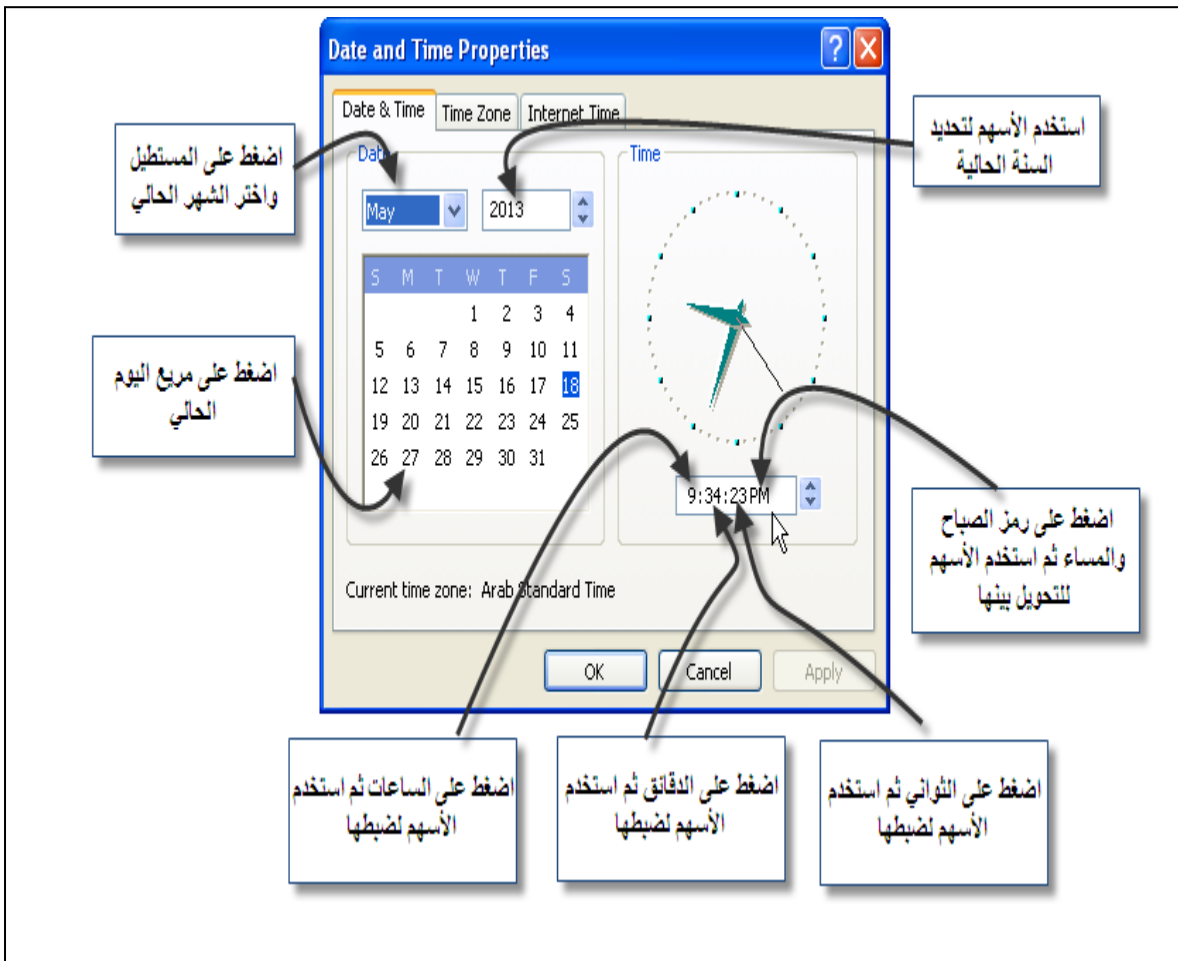 Date and Time Properties
Date & Time Time Zone Internet Time
استخدم الأسهم لتحديد
السنة الحالية
اضغط على المستطيل
واختر الشهر الحالي
Date
Time
May 2013
S M T W T F S
1 2 3 4
5 6 7 8 9 10 11
12 13 14 15 16 17 18
19 20 21 22 23 24 25
26 27 28 29 30 31
اضغط على مربع اليوم
الحالي
9:34:23 PM
اضغط على رمز الصباح
والمساء ثم استخدم الأسهم
للتحويل بينها
Current time zone: Arab Standard Time
OK Cancel Apply
اضغط على الساعات ثم استخدم
الأسهم لضبطها
اضغط على الدقائق ثم استخدم
الأسهم لضبطها
اضغط على الثواني ثم استخدم
الأسهم لضبطها